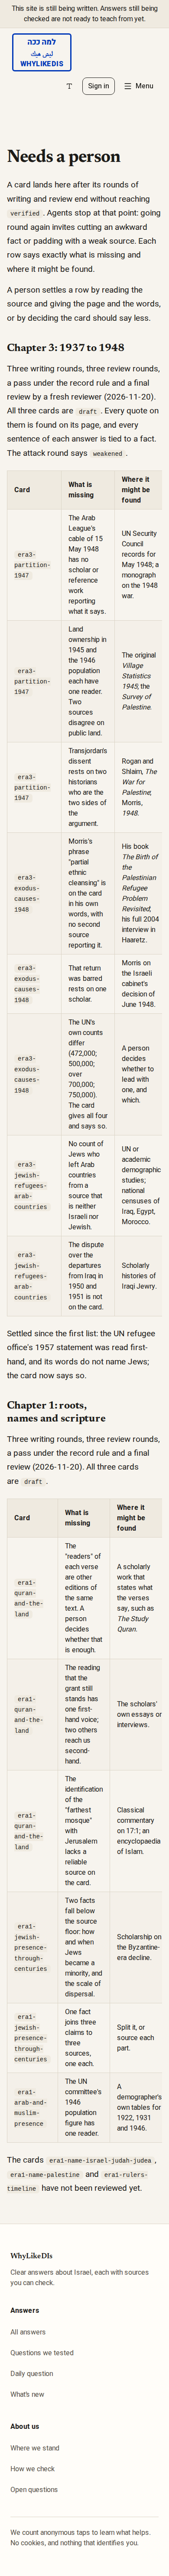 This site is still being written. Answers still being
checked are not ready to teach from yet.
למה ככה
ليش هيك
WHYLIKEDIS
T
Sign in
Menu
Needs a person
A card lands here after its rounds of
writing and review end without reaching
verified. Agents stop at that point: going
round again invites cutting an awkward
fact or padding with a weak source. Each
row says exactly what is missing and
where it might be found.
A person settles a row by reading the
source and giving the page and the words,
or by deciding the card should say less.
Chapter 3: 1937 to 1948
Three writing rounds, three review rounds,
a pass under the record rule and a final
review by a fresh reviewer (2026-11-20).
All three cards are draft. Every quote on
them is found on its page, and every
sentence of each answer is tied to a fact.
The attack round says weakened.
Card
What is
missing
Where it
might be
found
era3-
partition-
1947
The Arab
League's
cable of 15
May 1948
has no
scholar or
reference
work
reporting
what it says.
UN Security
Council
records for
May 1948; a
monograph
on the 1948
war.
era3-
partition-
1947
Land
ownership in
1945 and
the 1946
population
each have
one reader.
Two
sources
disagree on
public land.
The original
Village
Statistics
1945; the
Survey of
Palestine.
era3-
partition-
1947
Transjordan's
dissent
rests on two
historians
who are the
two sides of
the
argument.
Rogan and
Shlaim, The
War for
Palestine;
Morris,
1948.
era3-
exodus-
causes-
1948
Morris's
phrase
"partial
ethnic
cleansing" is
on the card
in his own
words, with
no second
source
reporting it.
His book
The Birth of
the
Palestinian
Refugee
Problem
Revisited;
his full 2004
interview in
Haaretz.
era3-
exodus-
causes-
1948
That return
was barred
rests on one
scholar.
Morris on
the Israeli
cabinet's
decision of
June 1948.
era3-
exodus-
causes-
1948
The UN's
own counts
differ
(472,000;
500,000;
over
700,000;
750,000).
The card
gives all four
and says so.
A person
decides
whether to
lead with
one, and
which.
era3-
jewish-
refugees-
arab-
countries
No count of
Jews who
left Arab
countries
from a
source that
is neither
Israeli nor
Jewish.
UN or
academic
demographic
studies;
national
censuses of
Iraq, Egypt,
Morocco.
era3-
jewish-
refugees-
arab-
countries
The dispute
over the
departures
from Iraq in
1950 and
1951 is not
on the card.
Scholarly
histories of
Iraqi Jewry.
Settled since the first list: the UN refugee
office's 1957 statement was read first-
hand, and its words do not name Jews;
the card now says so.
Chapter 1: roots,
names and scripture
Three writing rounds, three review rounds,
a pass under the record rule and a final
review (2026-11-20). All three cards
are draft.
Card
What is
missing
Where it
might be
found
era1-
quran-
and-the-
land
The
"readers" of
each verse
are other
editions of
the same
text. A
person
decides
whether that
is enough.
A scholarly
work that
states what
the verses
say, such as
The Study
Quran.
era1-
quran-
and-the-
land
The reading
that the
grant still
stands has
one first-
hand voice;
two others
reach us
second-
hand.
The scholars'
own essays or
interviews.
era1-
quran-
and-the-
land
The
identification
of the
"farthest
mosque"
with
Jerusalem
lacks a
reliable
source on
the card.
Classical
commentary
on 17:1; an
encyclopaedia
of Islam.
era1-
jewish-
presence-
through-
centuries
Two facts
fall below
the source
floor: how
and when
Jews
became a
minority, and
the scale of
dispersal.
Scholarship on
the Byzantine-
era decline.
era1-
jewish-
presence-
through-
centuries
One fact
joins three
claims to
three
sources,
one each.
Split it, or
source each
part.
era1-
arab-and-
muslim-
presence
The UN
committee's
1946
population
figure has
one reader.
A
demographer's
own tables for
1922, 1931
and 1946.
The cards era1-name-israel-judah-judea,
era1-name-palestine and era1-rulers-
timeline have not been reviewed yet.
WhyLikeDIs
Clear answers about Israel, each with sources
you can check.
Answers
All answers
Questions we tested
Daily question
What's new
About us
Where we stand
How we check
Open questions
We count anonymous taps to learn what helps.
No cookies, and nothing that identifies you.